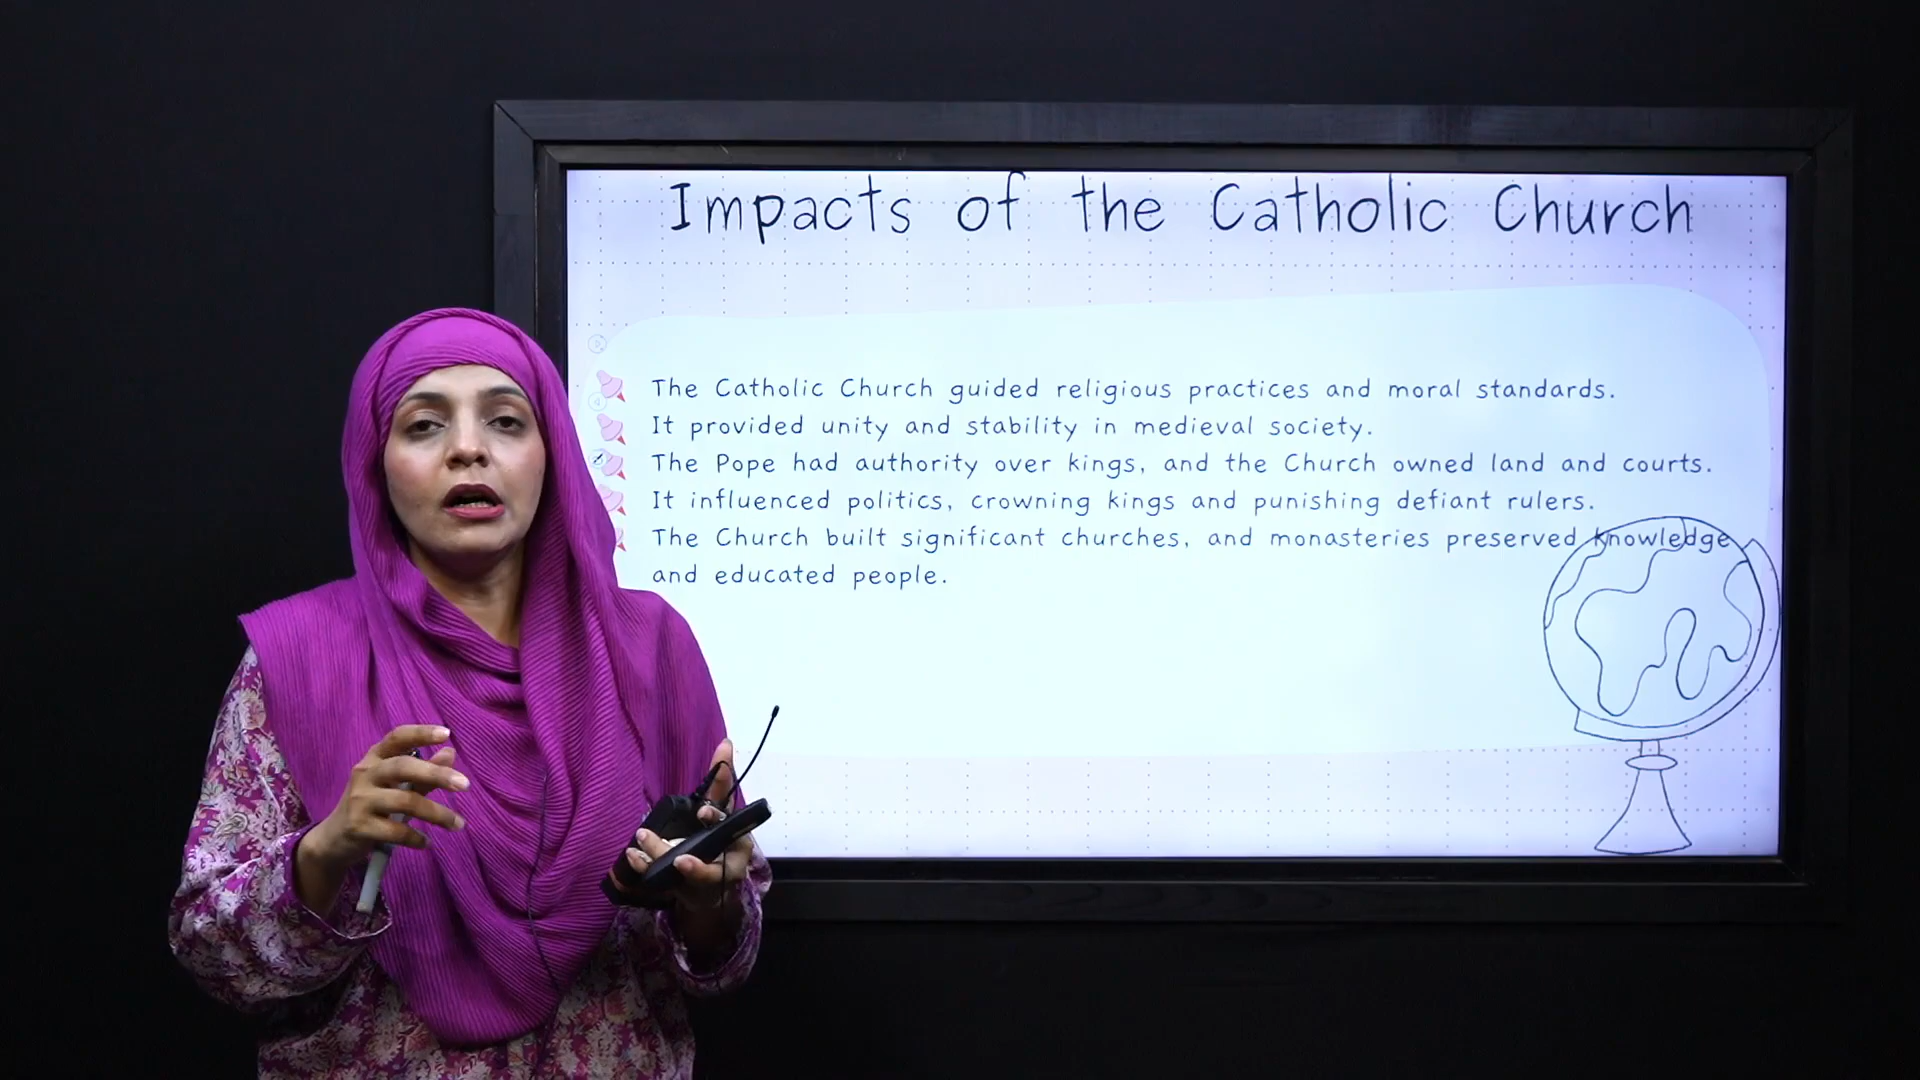 Impacts of the Catholic Church
The Catholic Church guided religious practices and moral standards.
It provided unity and stability in medieval society.
The Pope had authority over kings, and the Church owned land and courts.
It influenced politics, crowning kings and punishing defiant rulers.
The Church built significant churches, and monasteries preserved knowledge
and educated people.